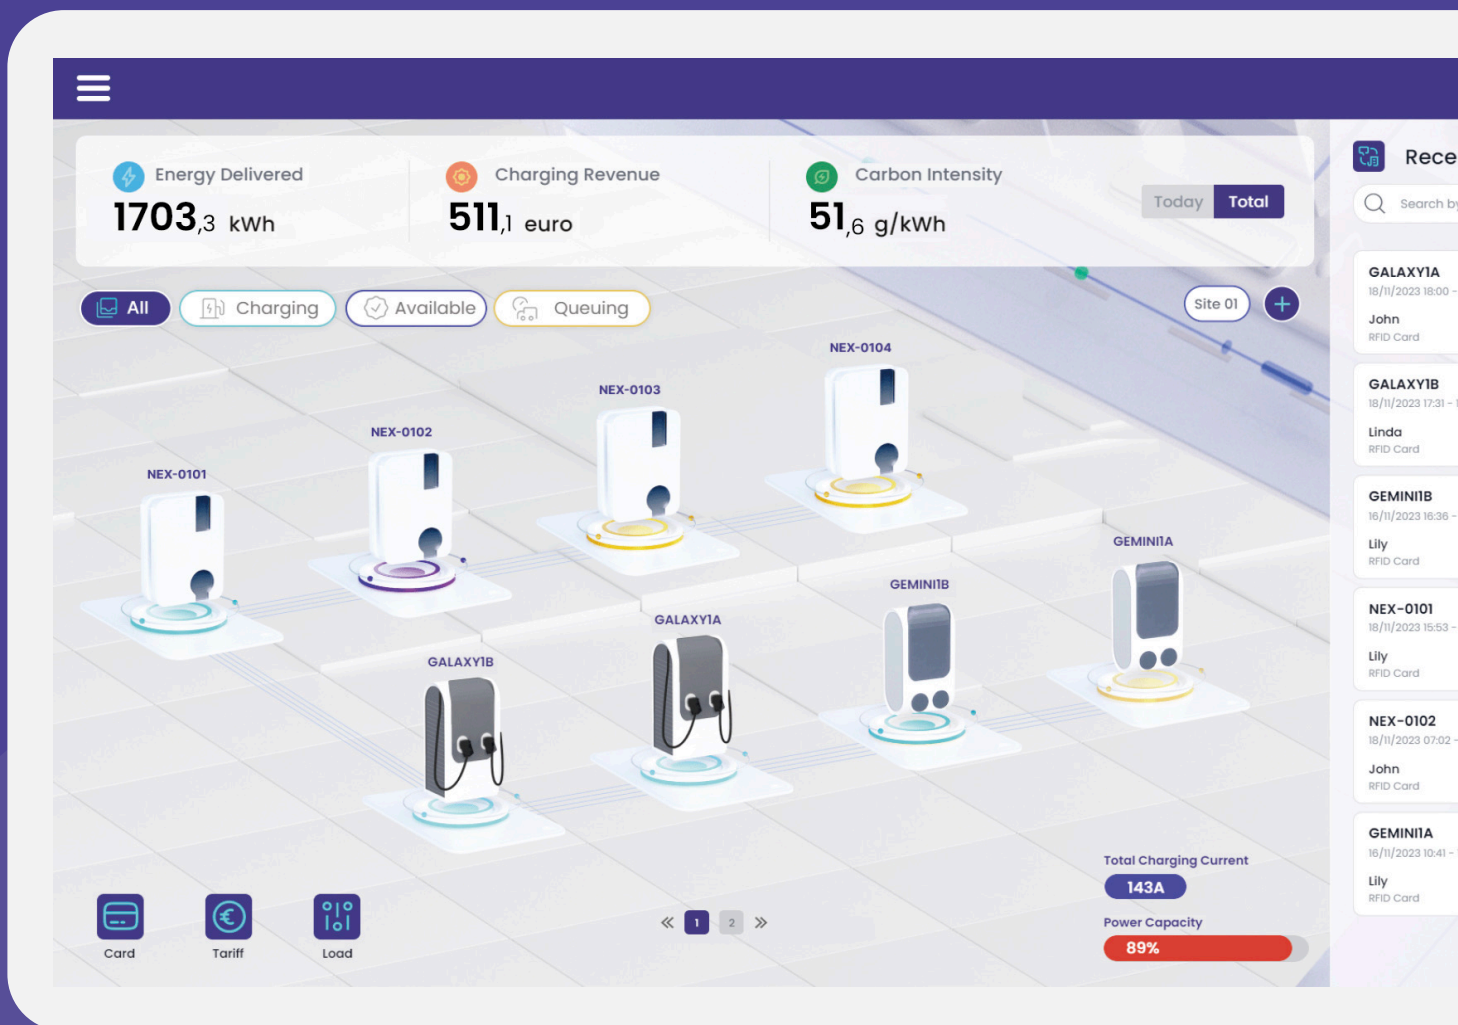 Energy Delivered
1703,3 kWh
Charging Revenue
511,1 euro
Carbon Intensity
51,6 g/kWh
Today Total
All
Charging
Available
Queuing
Site 01
NEX-0104
NEX-0103
NEX-0102
NEX-0101
GEMINI1A
GEMINI1B
GALAXY1A
GALAXY1B
Total Charging Current
143A
Power Capacity
89%
Card
Tariff
Load
1 2
Rece
Search by
GALAXY1A
18/11/2023 18:00 -
John
RFID Card
GALAXY1B
18/11/2023 17:31 - 1
Linda
RFID Card
GEMINI1B
16/11/2023 16:36 -
Lily
RFID Card
NEX-0101
18/11/2023 15:53 -
Lily
RFID Card
NEX-0102
18/11/2023 07:02 -
John
RFID Card
GEMINI1A
16/11/2023 10:41 -
Lily
RFID Card